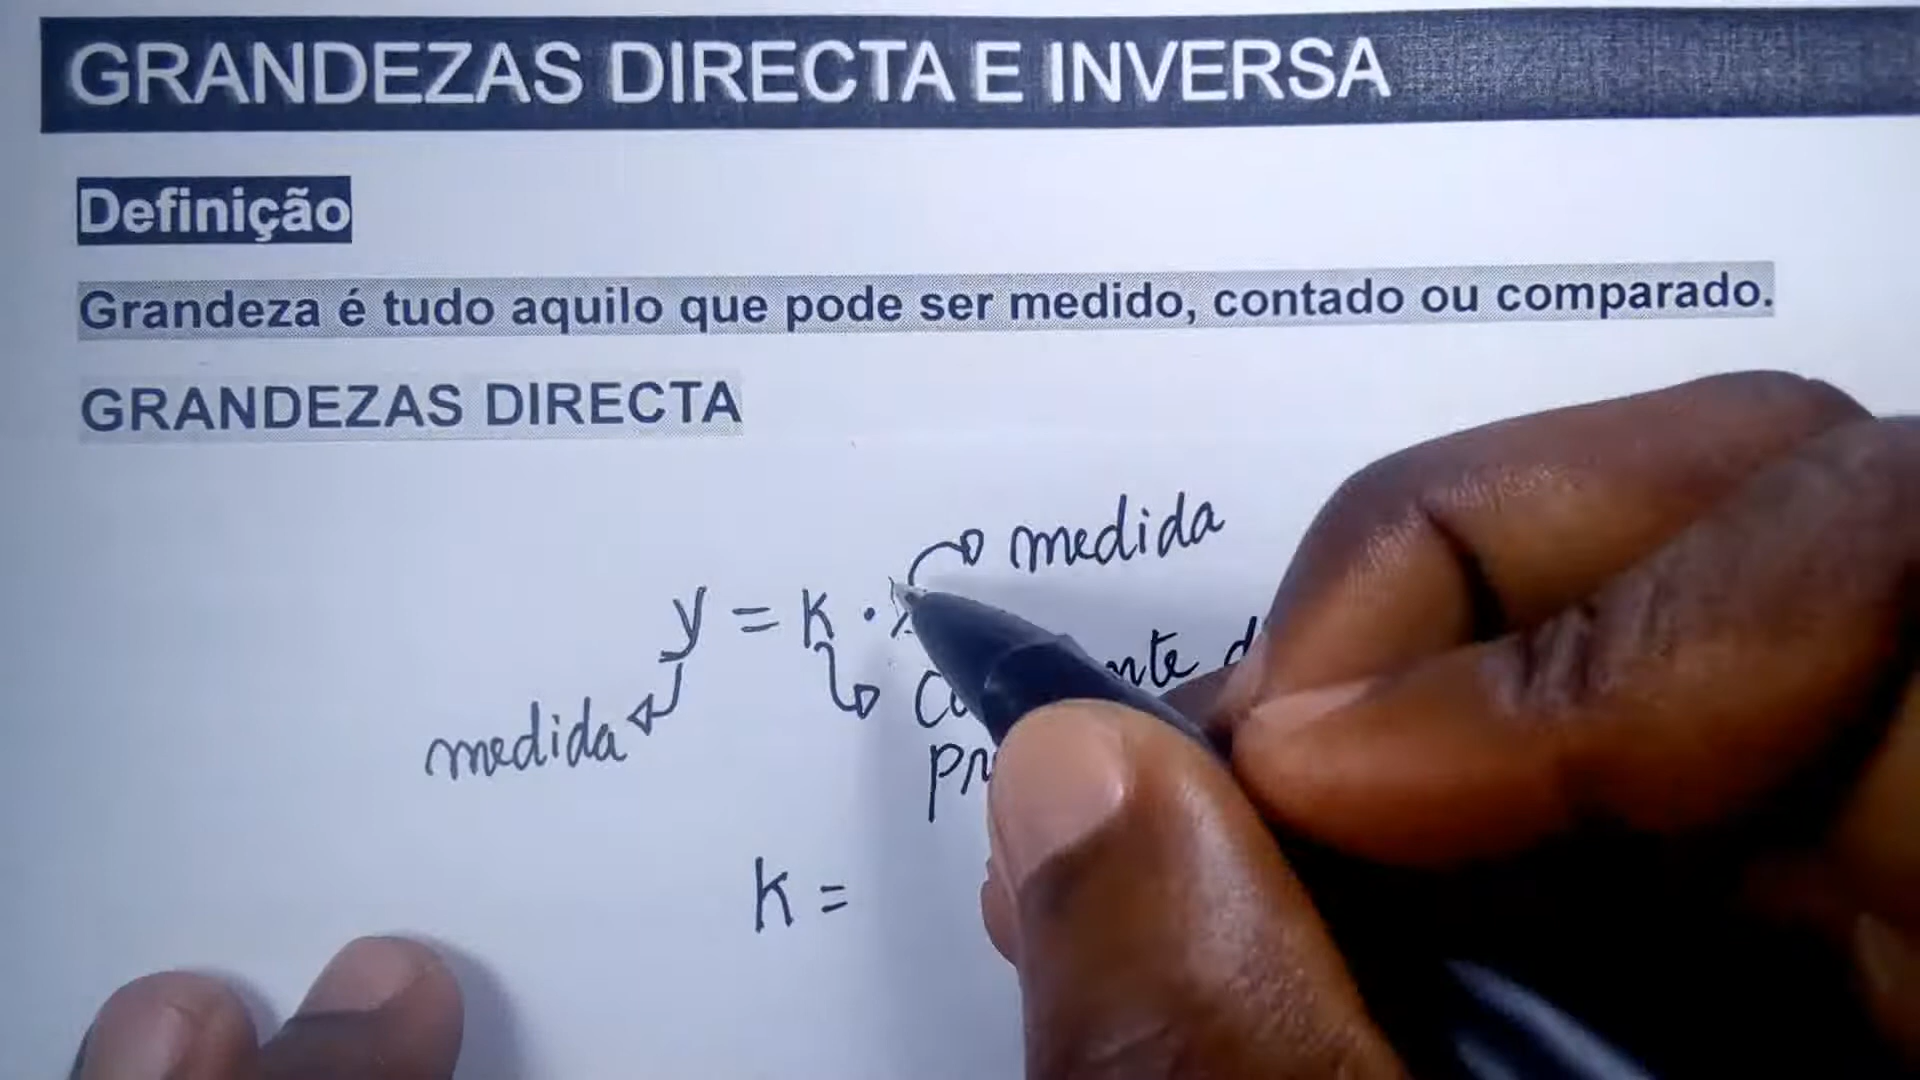 GRANDEZAS DIRECTA E INVERSA
Definição
Grandeza é tudo aquilo que pode ser medido, contado ou comparado.
GRANDEZAS DIRECTA
medida
y = k ·
medida
k =